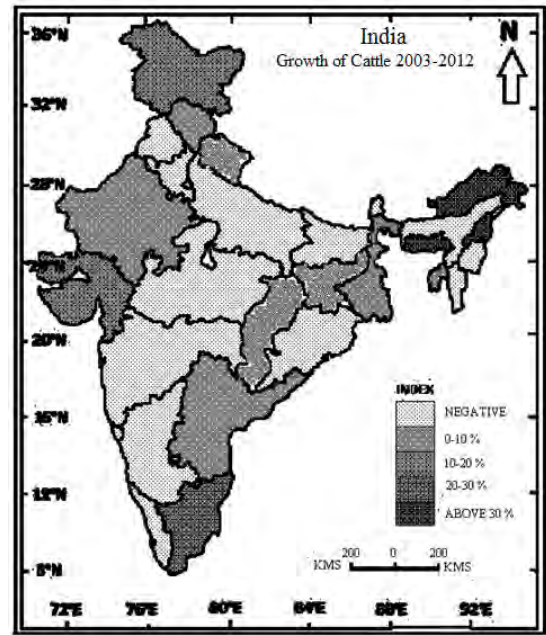 India
Growth of Cattle 2003-2012
N
36°N
32°N
28°N
24°N
20°N
16°N
12°N
8°N
INDEX
NEGATIVE
0-10 %
10-20 %
20-30 %
ABOVE 30 %
200 0 200
KMS KMS
72°E 76°E 80°E 84°E 88°E 92°E